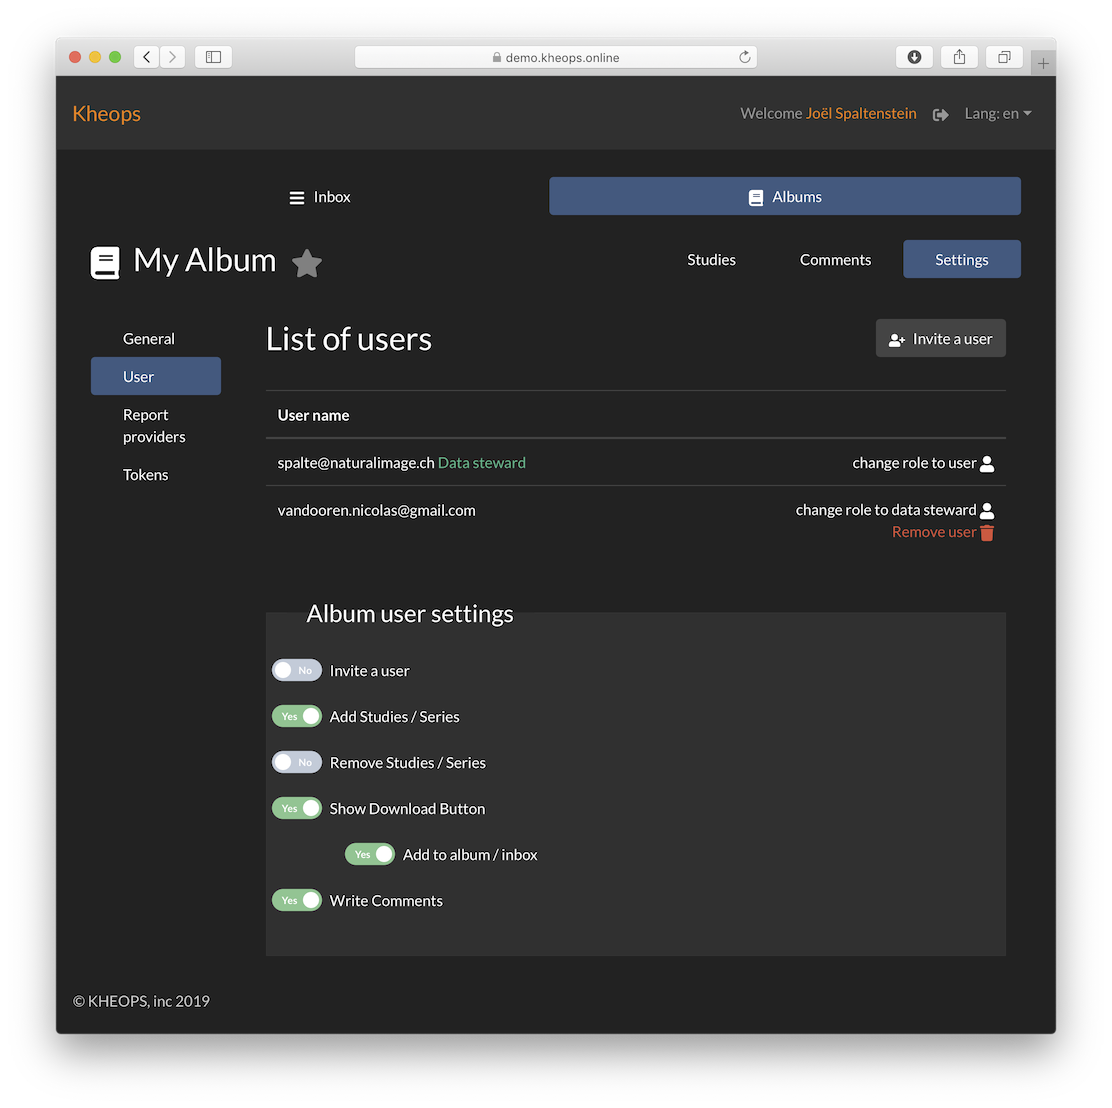 demo.kheops.online
Kheops
Welcome Joël Spaltenstein
Lang: en
Inbox
Albums
My Album
Studies
Comments
Settings
General
User
Report
providers
Tokens
List of users
Invite a user
User name
spalte@naturalimage.ch Data steward
change role to user
vandooren.nicolas@gmail.com
change role to data steward
Remove user
Album user settings
No Invite a user
Yes Add Studies / Series
No Remove Studies / Series
Yes Show Download Button
Yes Add to album / inbox
Yes Write Comments
© KHEOPS, inc 2019